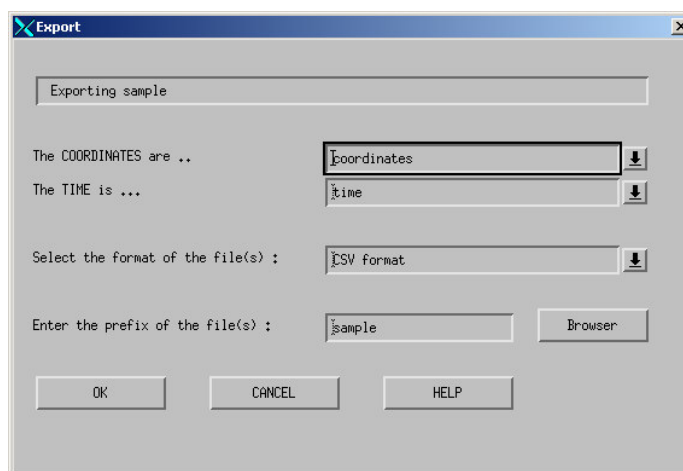 Export
Exporting sample
The COORDINATES are .. coordinates
The TIME is ... time
Select the format of the file(s) : CSV format
Enter the prefix of the file(s) : sample Browser
OK CANCEL HELP